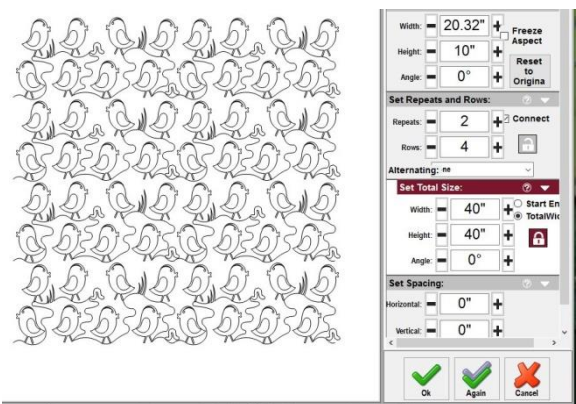 Width: 20.32"
Freeze
Aspect
Height: 10"
Reset
to
Origina
Angle: 0°
Set Repeats and Rows:
Repeats: 2 Connect
Rows: 4
Alternating: ne
Set Total Size:
Width: 40" Start En
TotalWid
Height: 40"
Angle: 0°
Set Spacing:
Horizontal: 0"
Vertical: 0"
Ok Again Cancel